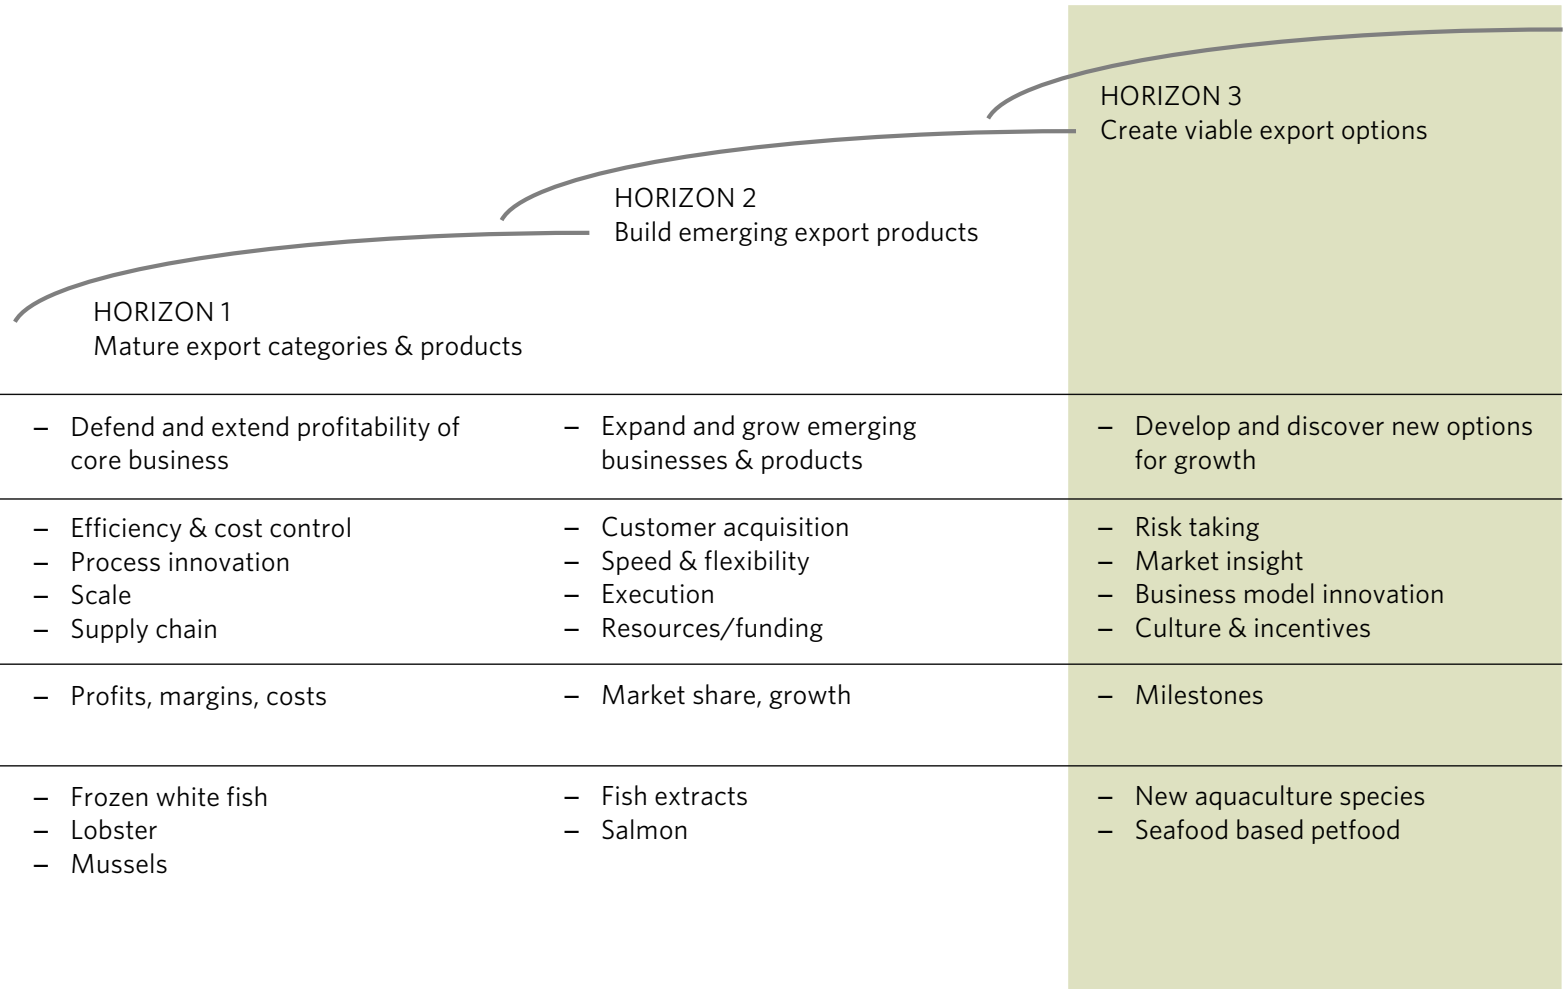 HORIZON 3
Create viable export options
HORIZON 2
Build emerging export products
HORIZON 1
Mature export categories & products
– Defend and extend profitability of
core business
– Expand and grow emerging
businesses & products
– Develop and discover new options
for growth
– Efficiency & cost control
– Process innovation
– Scale
– Supply chain
– Customer acquisition
– Speed & flexibility
– Execution
– Resources/funding
– Risk taking
– Market insight
– Business model innovation
– Culture & incentives
– Profits, margins, costs
– Market share, growth
– Milestones
– Frozen white fish
– Lobster
– Mussels
– Fish extracts
– Salmon
– New aquaculture species
– Seafood based petfood